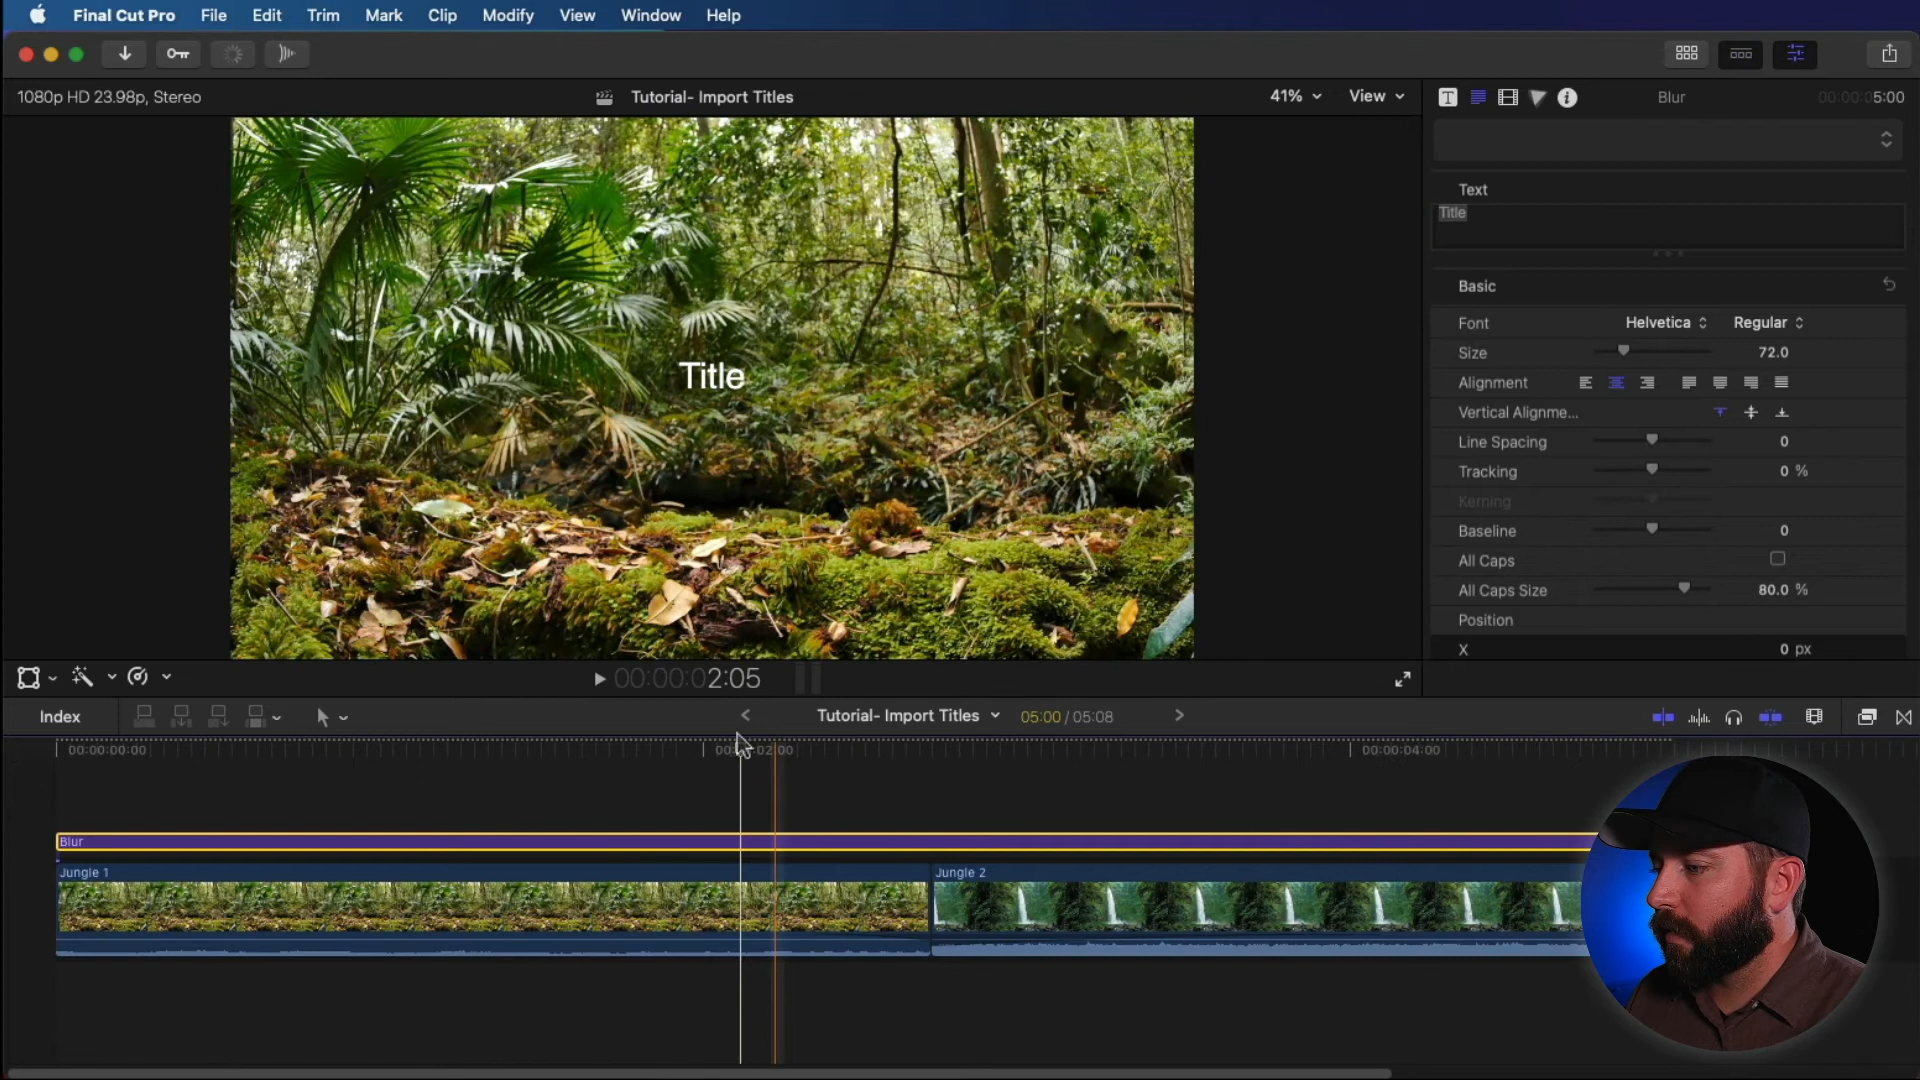 Final Cut Pro File Edit Trim Mark Clip Modify View Window Help
1080p HD 23.98p, Stereo
Tutorial- Import Titles
41%
View
Blur
00:00:05:00
Text
Title
Basic
Font Helvetica Regular
Size 72.0
Alignment
Vertical Alignme...
Line Spacing 0
Tracking 0 %
Kerning
Baseline 0
All Caps
All Caps Size 80.0 %
Position
X 0 px
Title
00:00:02:05
Index
Tutorial- Import Titles
05:00 / 05:08
00:00:00:00
00:00:04:00
Blur
Jungle 1
Jungle 2